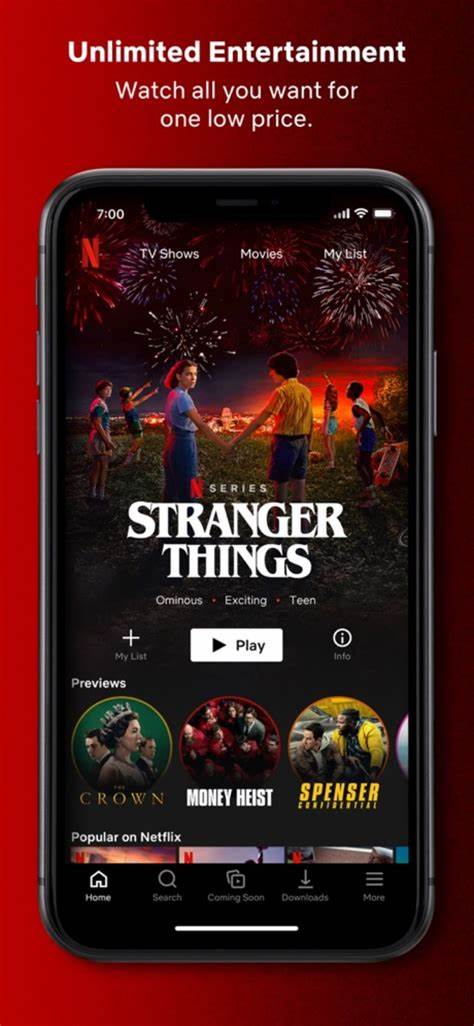 Unlimited Entertainment
Watch all you want for
one low price.
7:00
N
TV Shows Movies My List
N SERIES
STRANGER
THINGS
Ominous • Exciting • Teen
My List
Play
Info
Previews
THE
CROWN
MONEY HEIST
SPENSER
CONFIDENTIAL
Popular on Netflix
N N
Home Search Coming Soon Downloads More